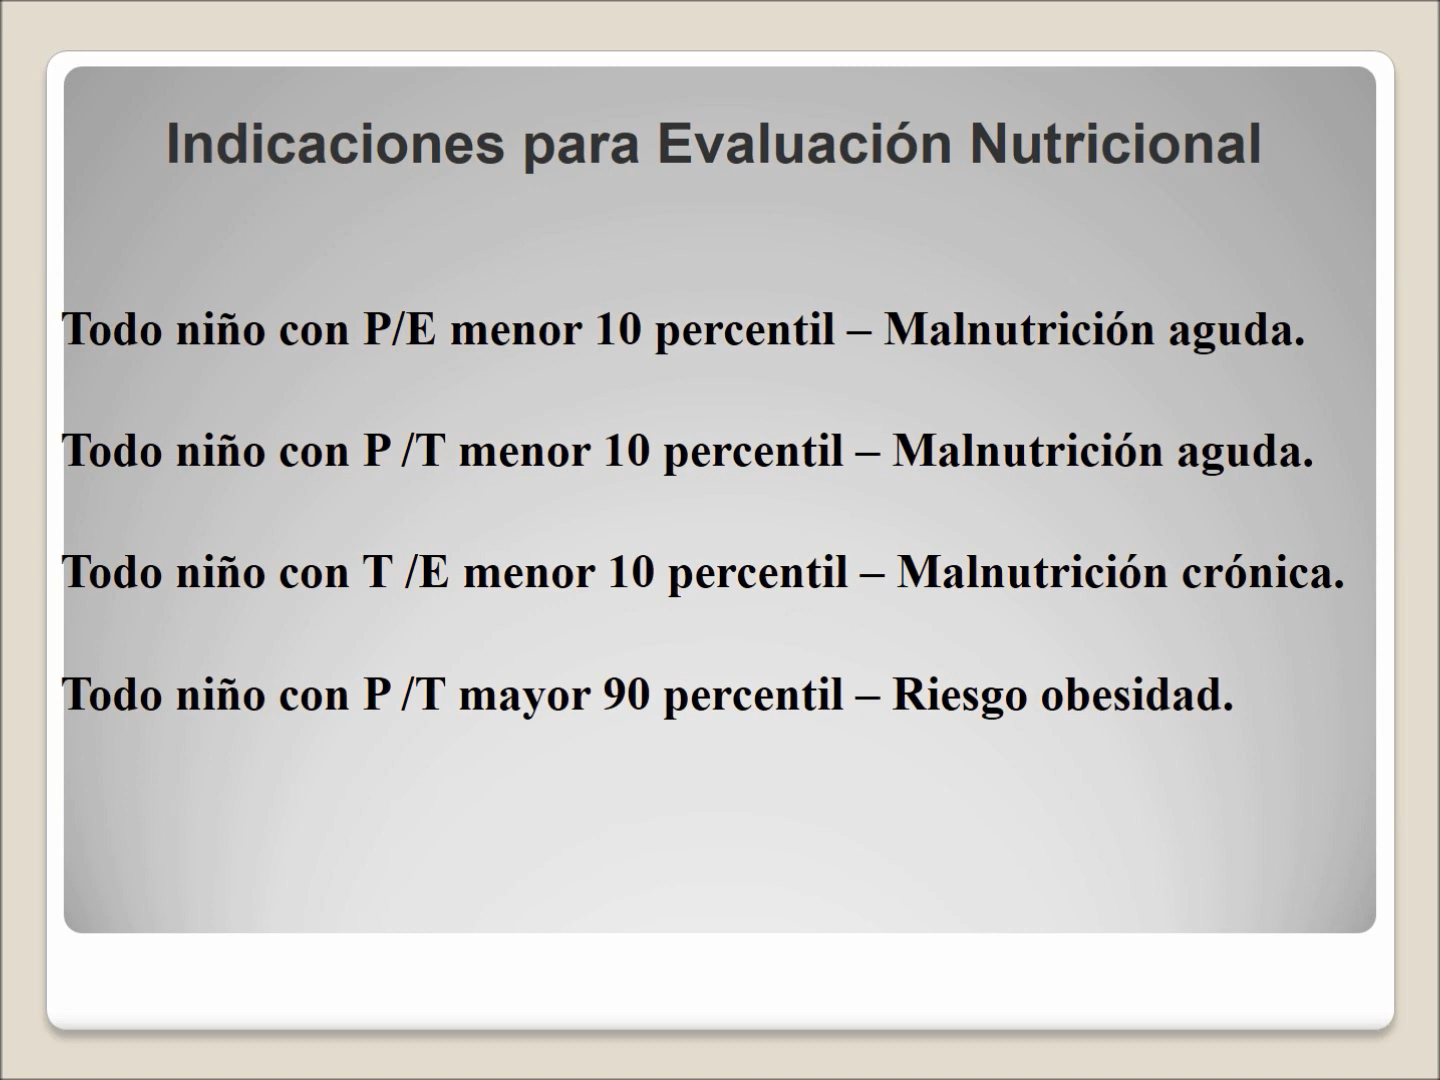 Indicaciones para Evaluación Nutricional
Todo niño con P/E menor 10 percentil – Malnutrición aguda.
Todo niño con P /T menor 10 percentil – Malnutrición aguda.
Todo niño con T /E menor 10 percentil – Malnutrición crónica.
Todo niño con P /T mayor 90 percentil – Riesgo obesidad.